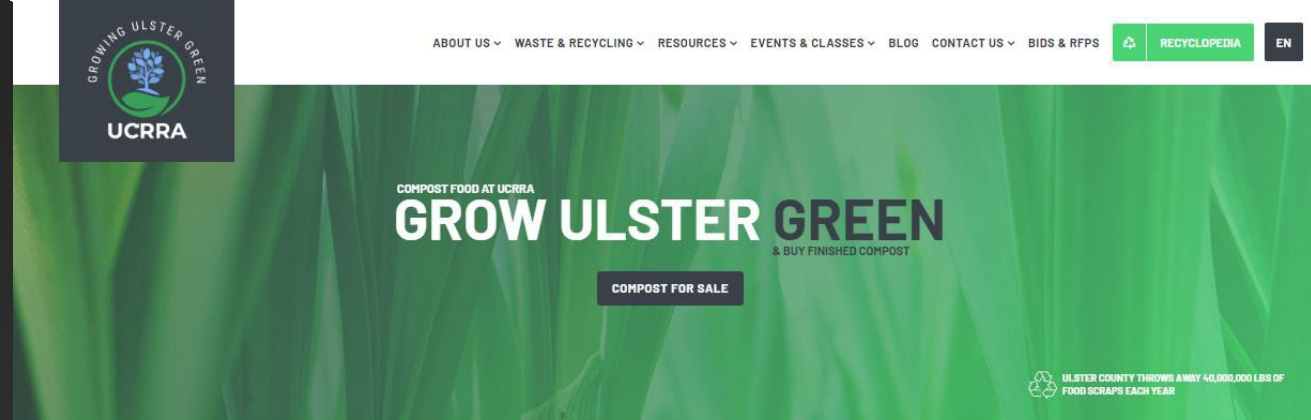 GROWING ULSTER GREEN
UCRRA
ABOUT US WASTE & RECYCLING RESOURCES EVENTS & CLASSES BLOG CONTACT US BIDS & RFPS RECYCLOPEDIA EN
COMPOST FOOD AT UCRRA
GROW ULSTER GREEN
& BUY FINISHED COMPOST
COMPOST FOR SALE
ULSTER COUNTY THROWS AWAY 40,000,000 LBS OF
FOOD SCRAPS EACH YEAR